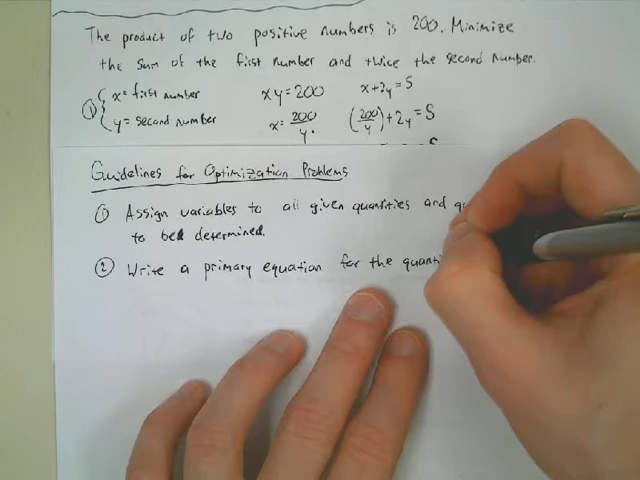 The product of two positive numbers is 200. Minimize
the sum of the first number and twice the second number.
① { x = first number xy = 200 x + 2y = S
y = second number x = 200/y. (200/y) + 2y = S
Guidelines for Optimization Problems
① Assign variables to all given quantities and
to be determined.
② Write a primary equation for the